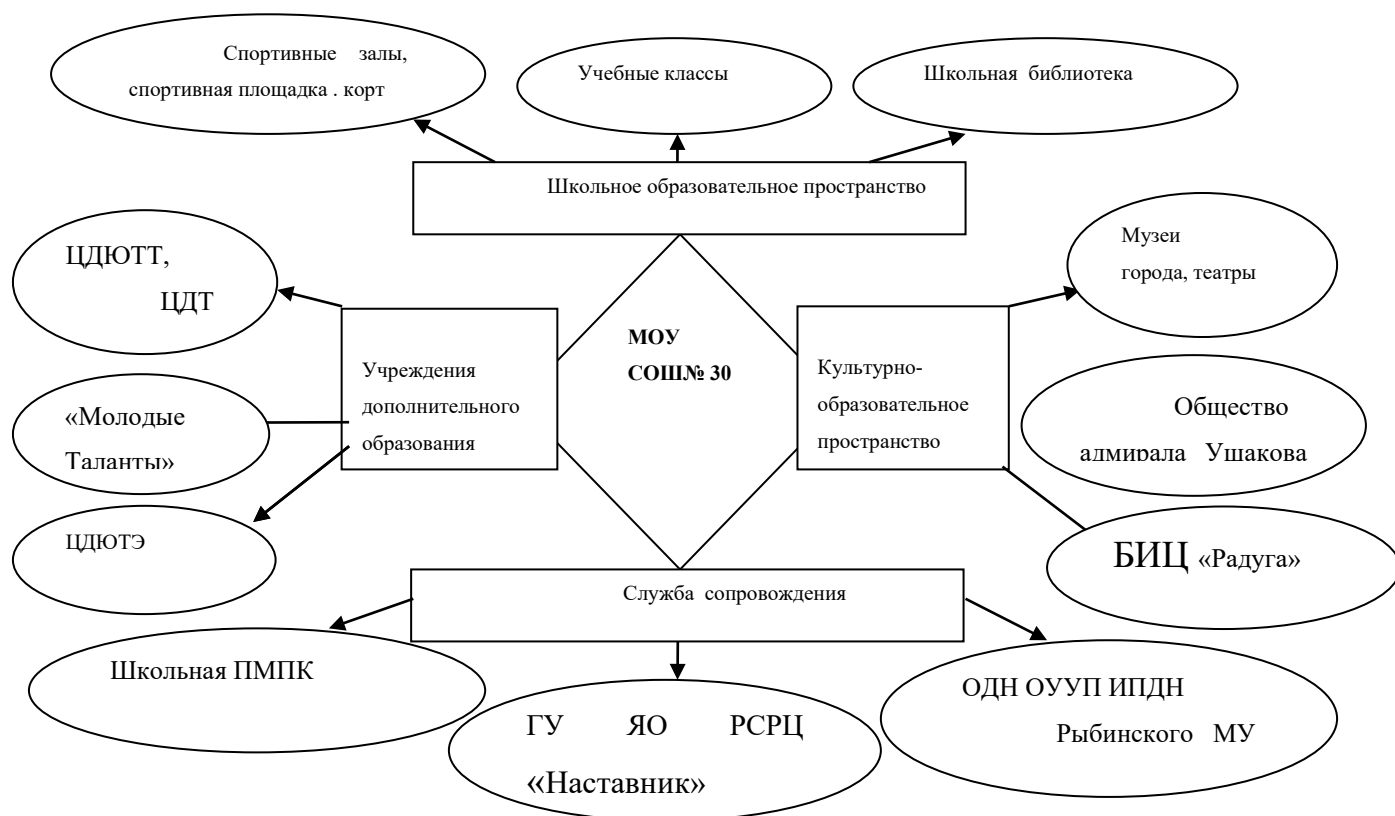 Спортивные залы,
спортивная площадка . корт
Учебные классы
Школьная библиотека
Школьное образовательное пространство
ЦДЮТТ,
ЦДТ
Музеи
города, театры
МОУ
СОШ№ 30
Учреждения
дополнительного
образования
Культурно-
образовательное
пространство
«Молодые
Таланты»
Общество
адмирала Ушакова
ЦДЮТЭ
БИЦ «Радуга»
Служба сопровождения
Школьная ПМПК
ГУ ЯО РСРЦ
«Наставник»
ОДН ОУУП ИПДН
Рыбинского МУ